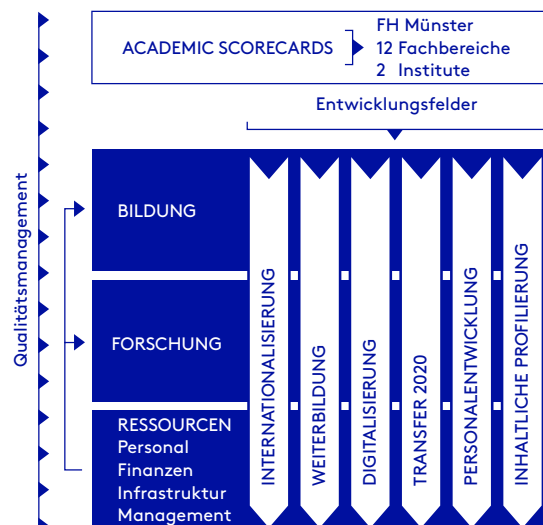 FH Münster
ACADEMIC SCORECARDS
12 Fachbereiche
2 Institute
Entwicklungsfelder
Qualitätsmanagement
BILDUNG
FORSCHUNG
RESSOURCEN
Personal
Finanzen
Infrastruktur
Management
INTERNATIONALISIERUNG
WEITERBILDUNG
DIGITALISIERUNG
TRANSFER 2020
PERSONALENTWICKLUNG
INHALTLICHE PROFILIERUNG